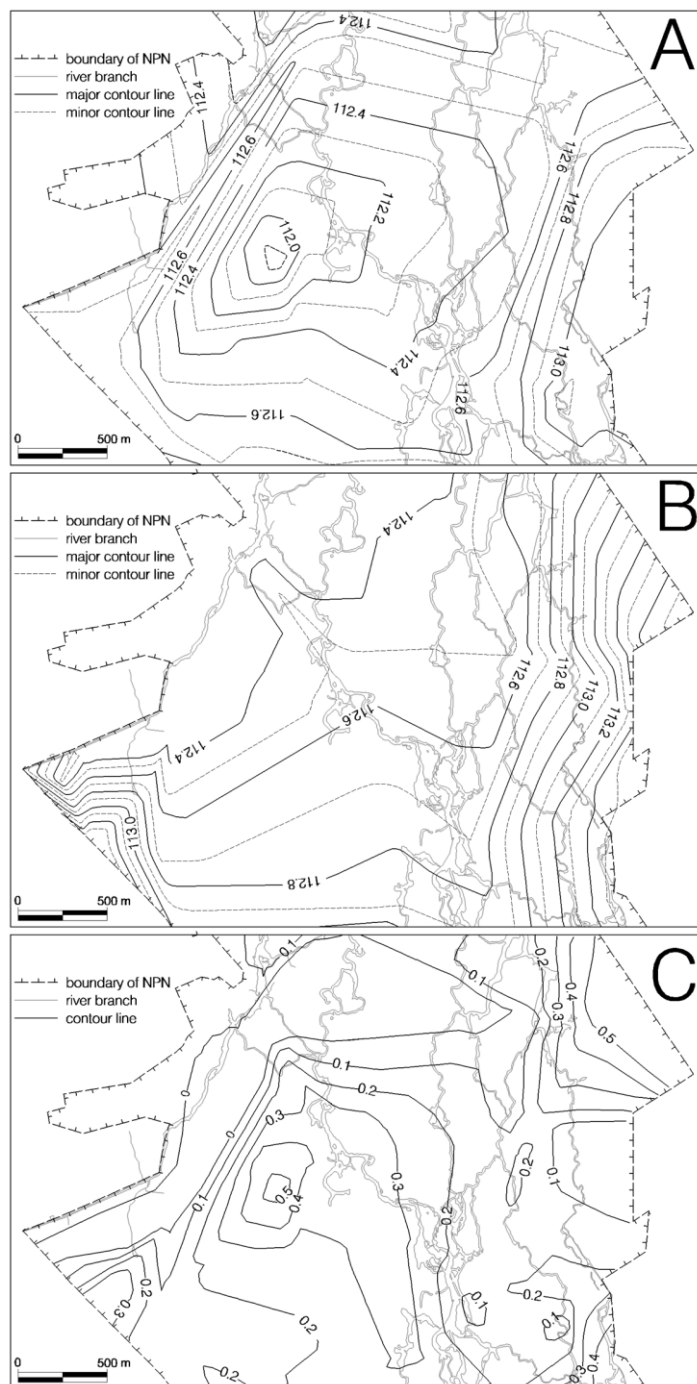 A
112.4
boundary of NPN
river branch
major contour line
minor contour line
112.4
112.4
112.6
112.6
112.2
112.8
112.0
112.6
112.4
112.4
113.0
112.6
112.6
0 500 m
B
112.4
boundary of NPN
river branch
major contour line
minor contour line
112.6
112.8
113.0
112.6
113.2
112.4
113.0
112.8
0 500 m
C
0.1
0.2
0.1
0.4
boundary of NPN
river branch
contour line
0.3
0.5
0.1
0.2
0
0.3
0
0.2
0.3
0.1
0.5
0.4
0.1
0.2
0.2
0.3
0.2
0.1
0.1
0.2
0.2
0.4
0.3
0 500 m